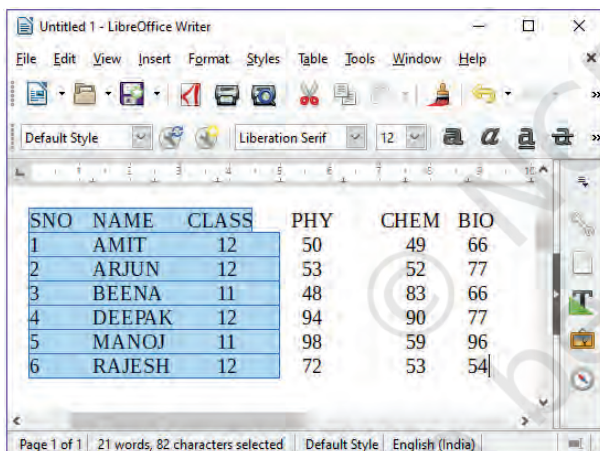 Untitled 1 - LibreOffice Writer
File Edit View Insert Format Styles Table Tools Window Help
Default Style Liberation Serif 12 a a a a
SNO NAME CLASS PHY CHEM BIO
1 AMIT 12 50 49 66
2 ARJUN 12 53 52 77
3 BEENA 11 48 83 66
4 DEEPAK 12 94 90 77
5 MANOJ 11 98 59 96
6 RAJESH 12 72 53 54
Page 1 of 1 21 words, 82 characters selected Default Style English (India)